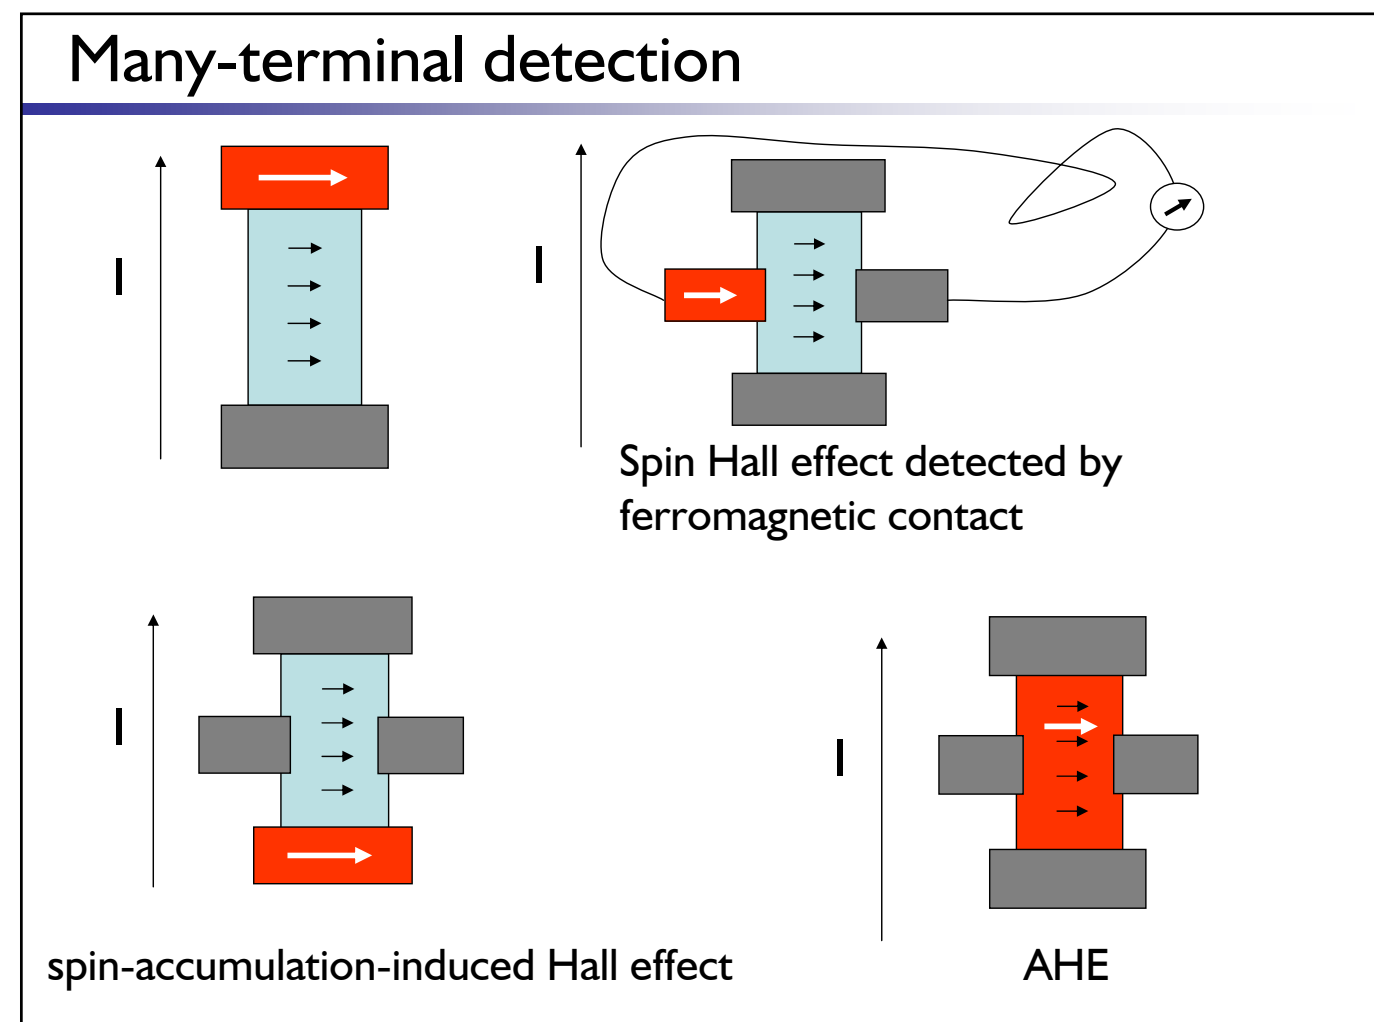 Many-terminal detection
I
I
Spin Hall effect detected by
ferromagnetic contact
I
I
spin-accumulation-induced Hall effect
AHE